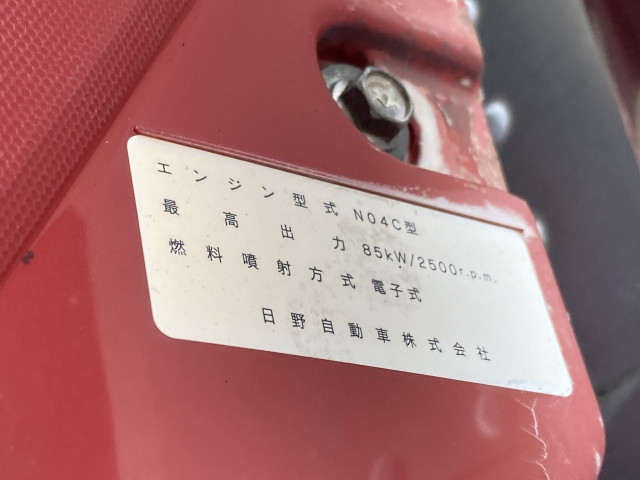 エンジン型式 N04C型
最高出力 85kW/2500r.p.m.
燃料噴射方式 電子式
日野自動車株式会社